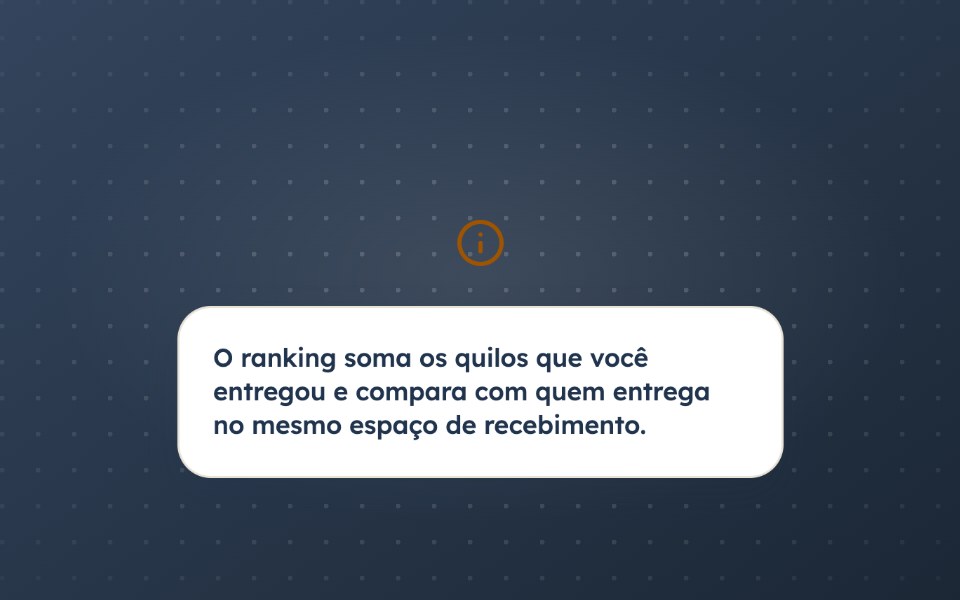 O ranking soma os quilos que você
entregou e compara com quem entrega
no mesmo espaço de recebimento.